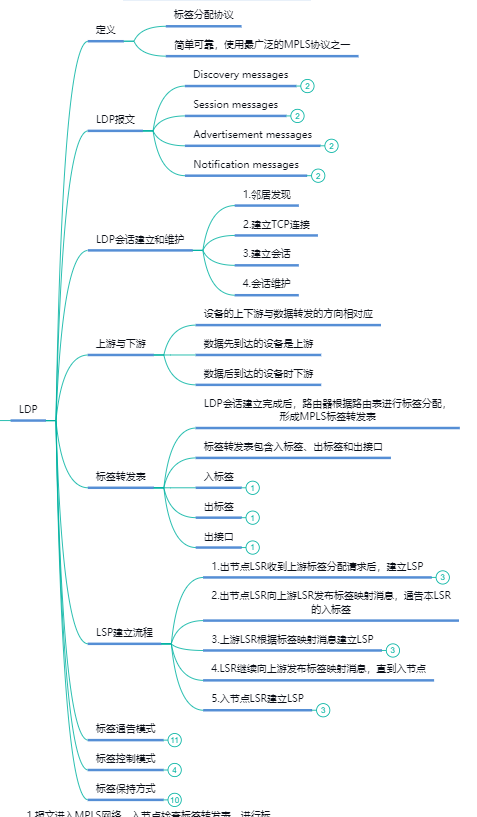 定义
标签分配协议
简单可靠，使用最广泛的MPLS协议之一
LDP报文
Discovery messages
2
Session messages
2
Advertisement messages
2
Notification messages
2
LDP会话建立和维护
1.邻居发现
2.建立TCP连接
3.建立会话
4.会话维护
上游与下游
设备的上下游与数据转发的方向相对应
数据先到达的设备是上游
数据后到达的设备时下游
LDP
标签转发表
LDP会话建立完成后，路由器根据路由表进行标签分配，
形成MPLS标签转发表
标签转发表包含入标签、出标签和出接口
入标签
1
出标签
1
出接口
1
LSP建立流程
1.出节点LSR收到上游标签分配请求后，建立LSP
3
2.出节点LSR向上游LSR发布标签映射消息，通告本LSR
的入标签
3.上游LSR根据标签映射消息建立LSP
3
4.LSR继续向上游发布标签映射消息，直到入节点
5.入节点LSR建立LSP
3
标签通告模式
11
标签控制模式
4
标签保持方式
10
1.报文进入MPLS网络，入节点检查标签转发表，进行标